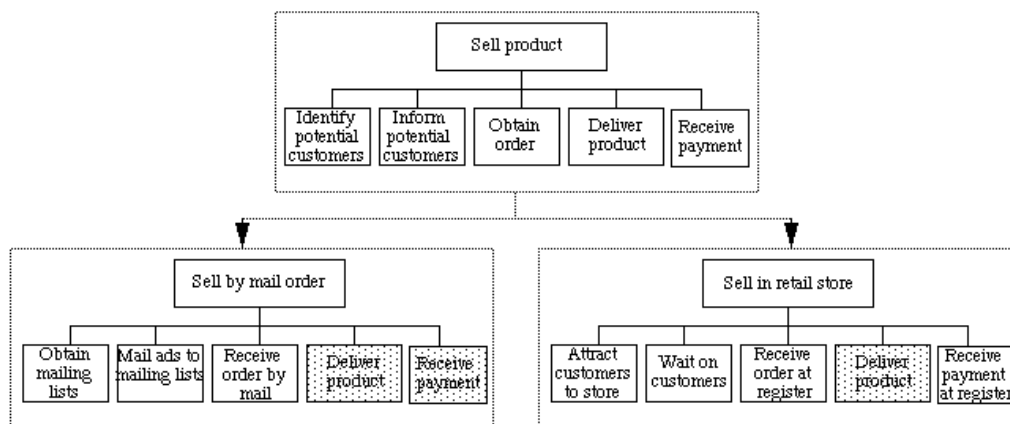 Sell product
Identify
potential
customers
Inform
potential
customers
Obtain
order
Deliver
product
Receive
payment
Sell by mail order
Obtain
mailing
lists
Mail ads to
mailing lists
Receive
order by
mail
Deliver
product
Receive
payment
Sell in retail store
Attract
customers
to store
Wait on
customers
Receive
order at
register
Deliver
product
Receive
payment
at register